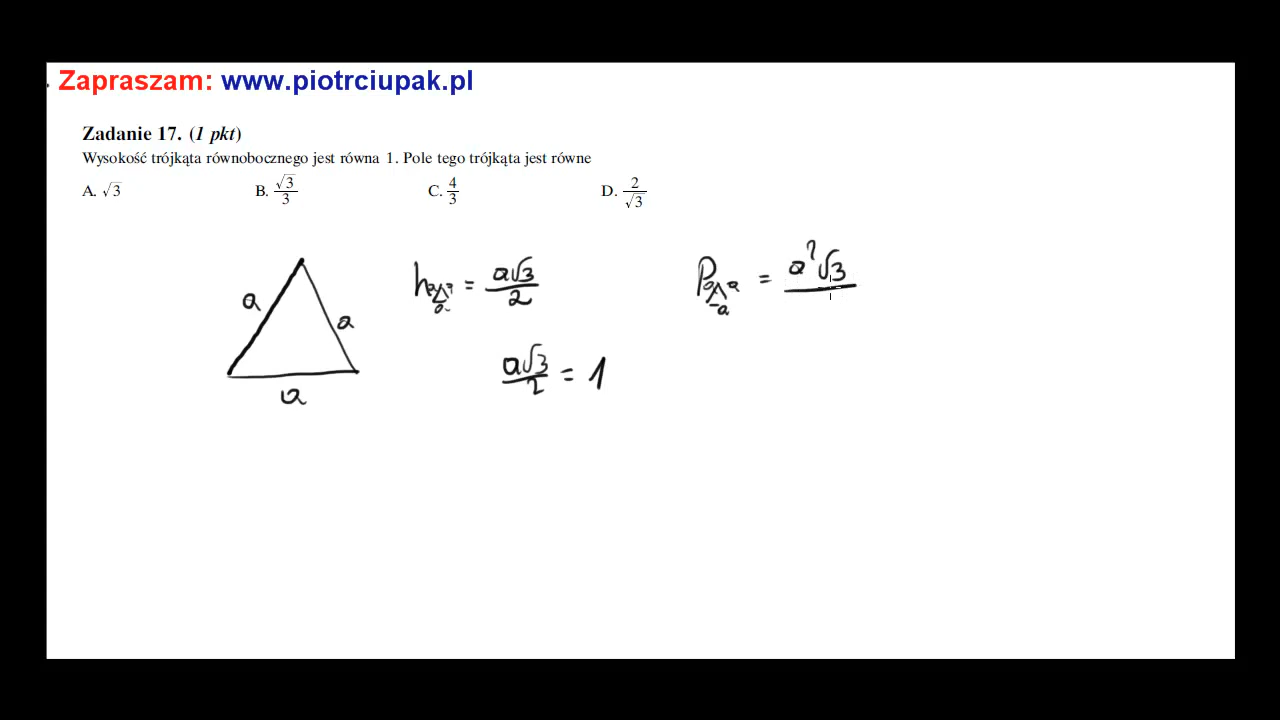 Zapraszam: www.piotrciupak.pl
Zadanie 17. (1 pkt)
Wysokość trójkąta równobocznego jest równa 1. Pole tego trójkąta jest równe
A. √3 B. √3/3 C. 4/3 D. 2/√3
a a a
h = a√3/2
P = a²√3
a√3/2 = 1